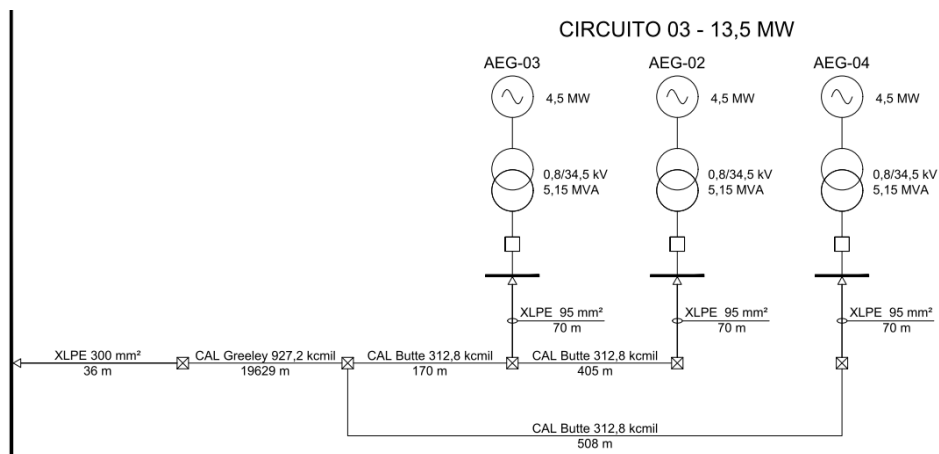 CIRCUITO 03 - 13,5 MW
AEG-03
AEG-02
AEG-04
4,5 MW
4,5 MW
4,5 MW
0,8/34,5 kV
5,15 MVA
0,8/34,5 kV
5,15 MVA
0,8/34,5 kV
5,15 MVA
XLPE 95 mm²
70 m
XLPE 95 mm²
70 m
XLPE 95 mm²
70 m
XLPE 300 mm²
36 m
CAL Greeley 927,2 kcmil
19629 m
CAL Butte 312,8 kcmil
170 m
CAL Butte 312,8 kcmil
405 m
CAL Butte 312,8 kcmil
508 m